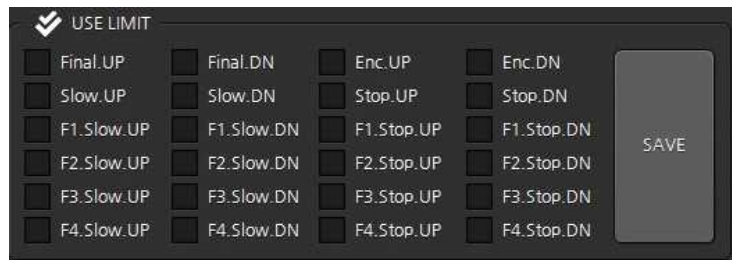 USE LIMIT
Final.UP Final.DN Enc.UP Enc.DN
Slow.UP Slow.DN Stop.UP Stop.DN
F1.Slow.UP F1.Slow.DN F1.Stop.UP F1.Stop.DN
SAVE
F2.Slow.UP F2.Slow.DN F2.Stop.UP F2.Stop.DN
F3.Slow.UP F3.Slow.DN F3.Stop.UP F3.Stop.DN
F4.Slow.UP F4.Slow.DN F4.Stop.UP F4.Stop.DN